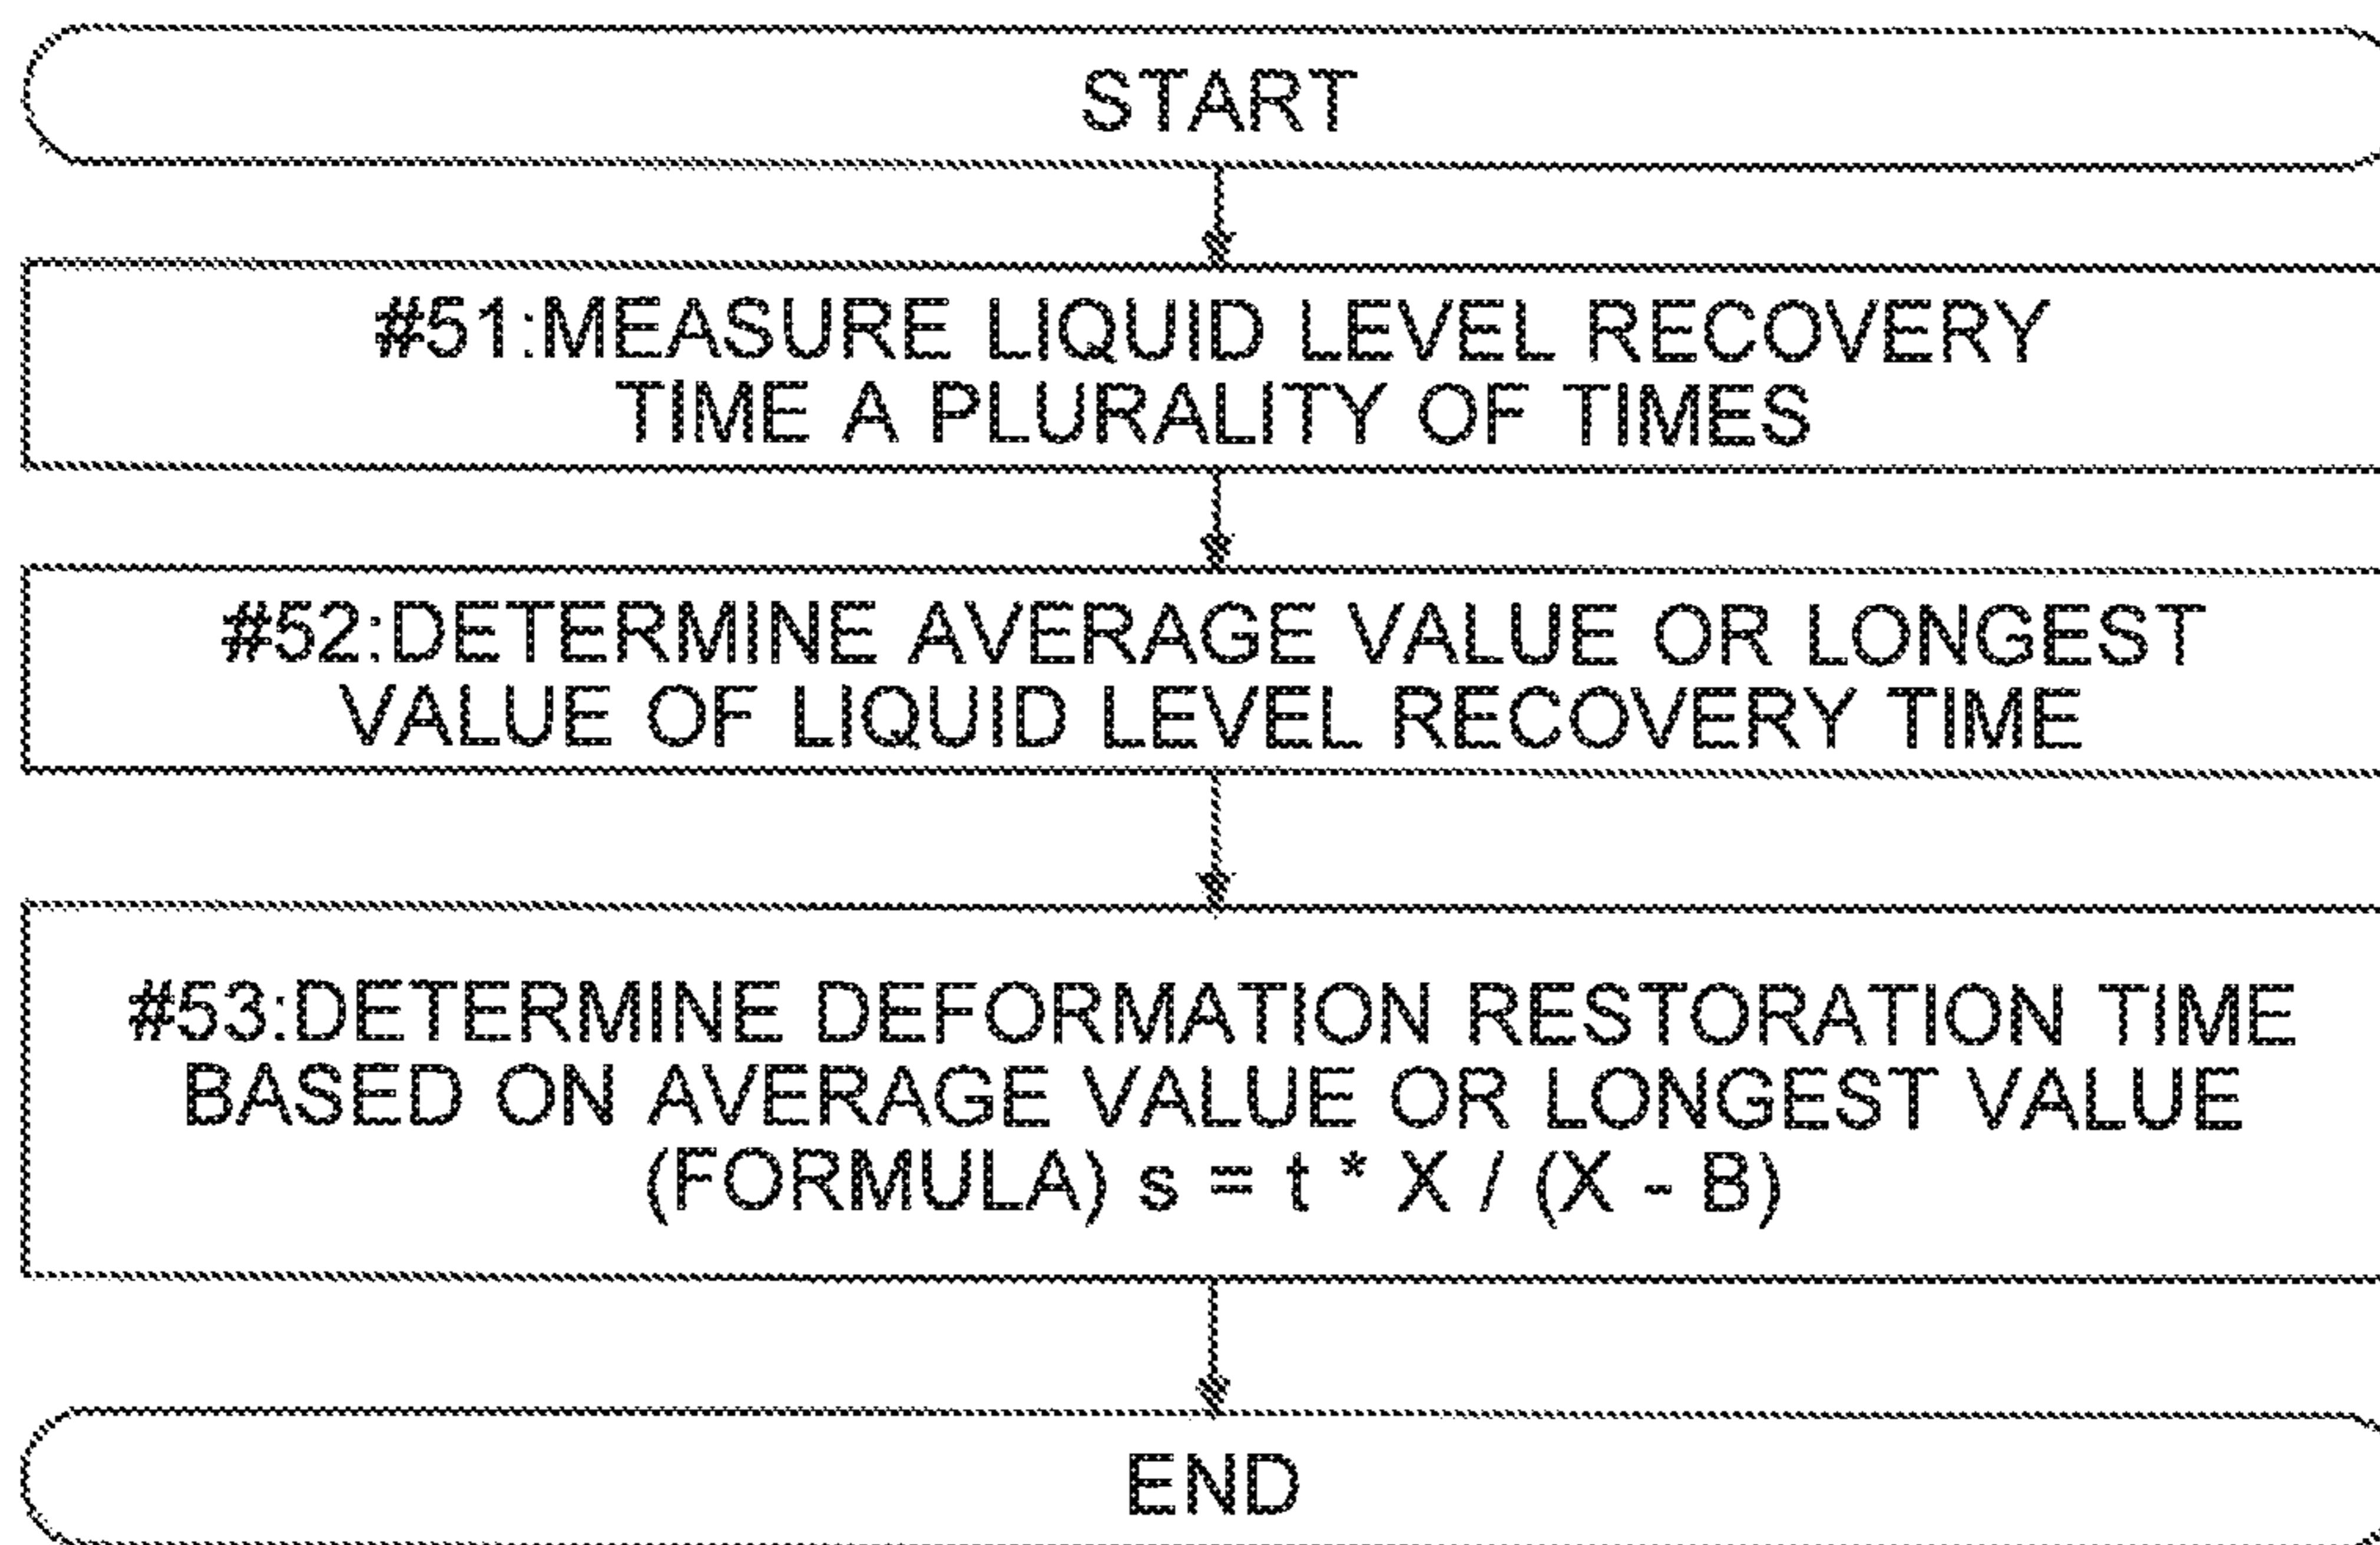 START
#51:MEASURE LIQUID LEVEL RECOVERY
TIME A PLURALITY OF TIMES
#52:DETERMINE AVERAGE VALUE OR LONGEST
VALUE OF LIQUID LEVEL RECOVERY TIME
#53:DETERMINE DEFORMATION RESTORATION TIME
BASED ON AVERAGE VALUE OR LONGEST VALUE
(FORMULA) s = t * X / (X - B)
END